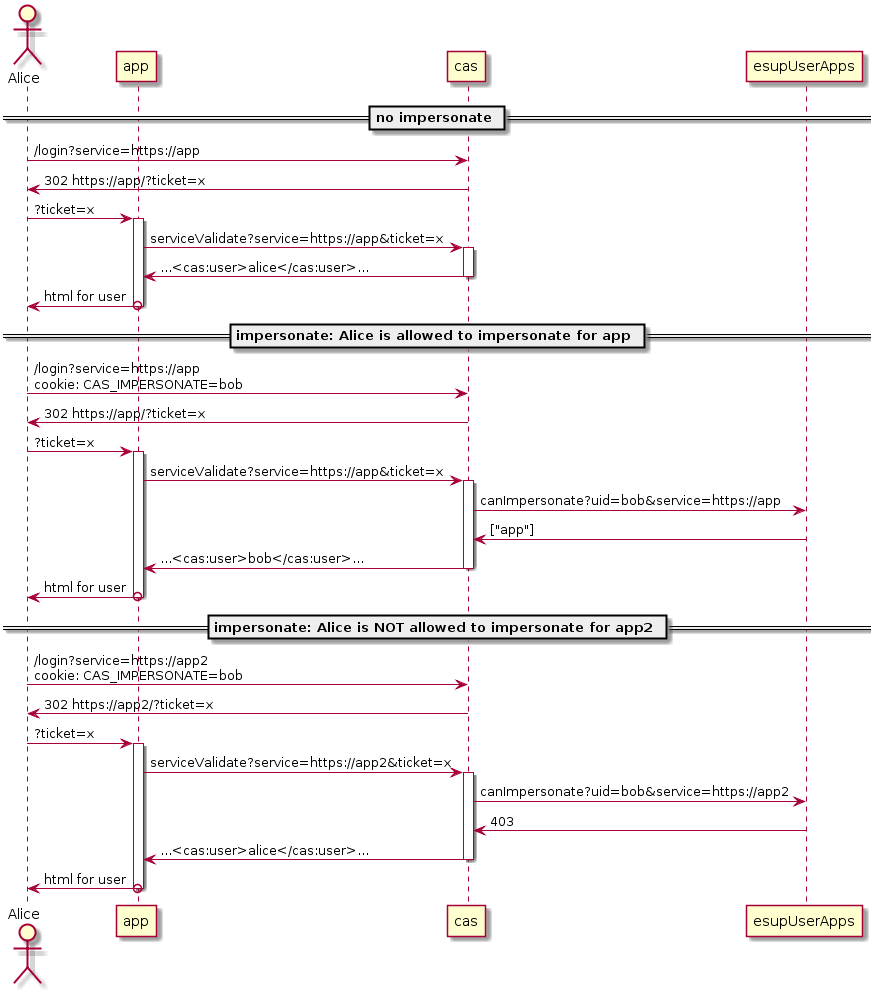 Alice
app
cas
esupUserApps
no impersonate
/login?service=https://app
302 https://app/?ticket=x
?ticket=x
serviceValidate?service=https://app&ticket=x
...<cas:user>alice</cas:user>...
html for user
impersonate: Alice is allowed to impersonate for app
/login?service=https://app
cookie: CAS_IMPERSONATE=bob
302 https://app/?ticket=x
?ticket=x
serviceValidate?service=https://app&ticket=x
canImpersonate?uid=bob&service=https://app
["app"]
...<cas:user>bob</cas:user>...
html for user
impersonate: Alice is NOT allowed to impersonate for app2
/login?service=https://app2
cookie: CAS_IMPERSONATE=bob
302 https://app2/?ticket=x
?ticket=x
serviceValidate?service=https://app2&ticket=x
canImpersonate?uid=bob&service=https://app2
403
...<cas:user>alice</cas:user>...
html for user
Alice
app
cas
esupUserApps